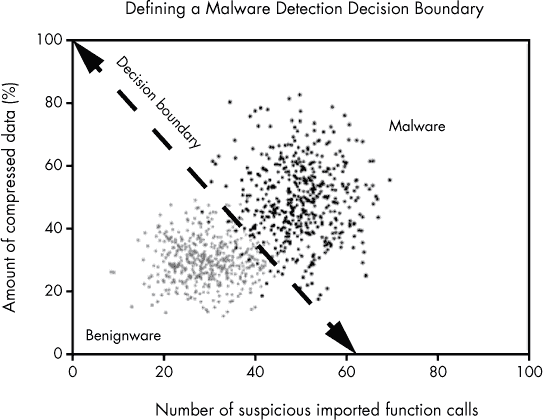 Defining a Malware Detection Decision Boundary
Amount of compressed data (%)
100
80
60
40
20
0
Decision boundary
Malware
Benignware
0 20 40 60 80 100
Number of suspicious imported function calls